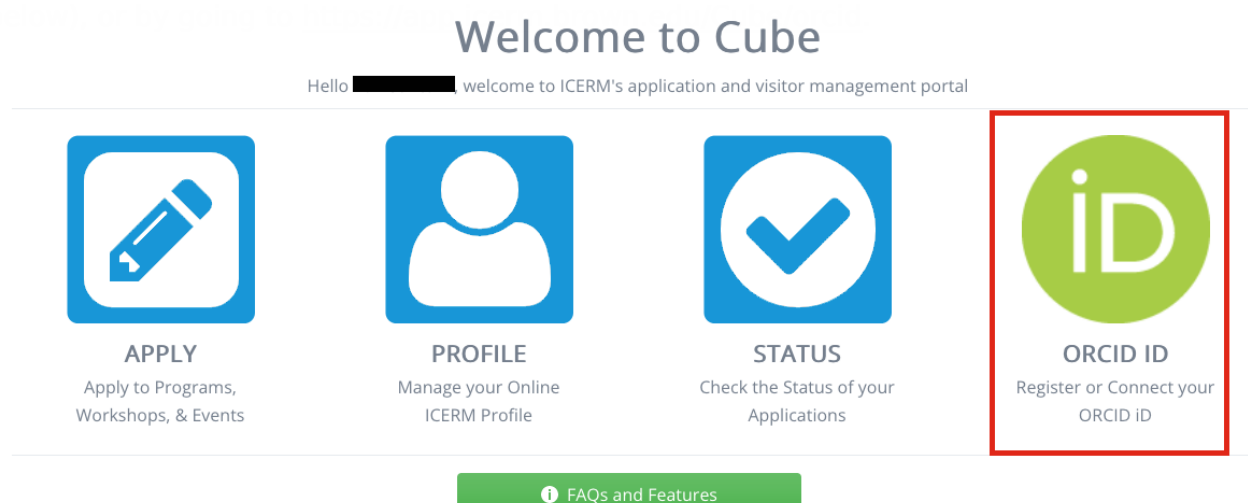 Welcome to Cube
Hello , welcome to ICERM's application and visitor management portal
iD
APPLY
Apply to Programs,
Workshops, & Events
PROFILE
Manage your Online
ICERM Profile
STATUS
Check the Status of your
Applications
ORCID ID
Register or Connect your
ORCID iD
FAQs and Features